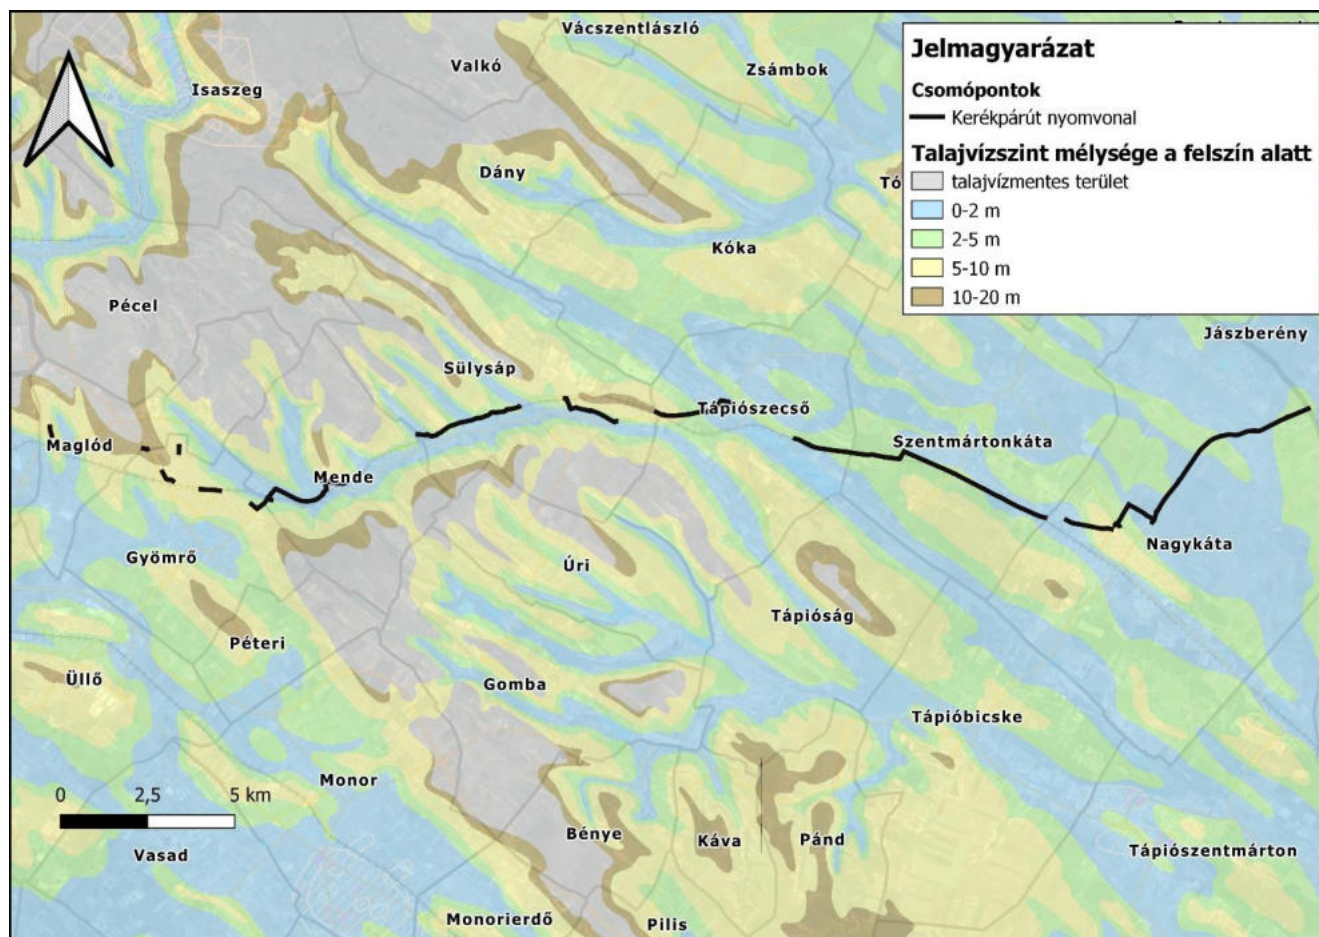 Vácszentlászló
Valkó
Zsámbok
Isaszeg
Dány
Tó
Kóka
Pécel
Jászberény
Sülysáp
Tápiószecső
Maglód
Szentmártonkáta
Mende
Nagykáta
Gyömrő
Úri
Tápióság
Péteri
Üllő
Gomba
Tápióbicske
Monor
Bénye
Káva
Pánd
Vasad
Tápiószentmárton
Monorierdő
Pilis
Jelmagyarázat
Csomópontok
Kerékpárút nyomvonal
Talajvízszint mélysége a felszín alatt
talajvízmentes terület
0-2 m
2-5 m
5-10 m
10-20 m
0 2,5 5 km